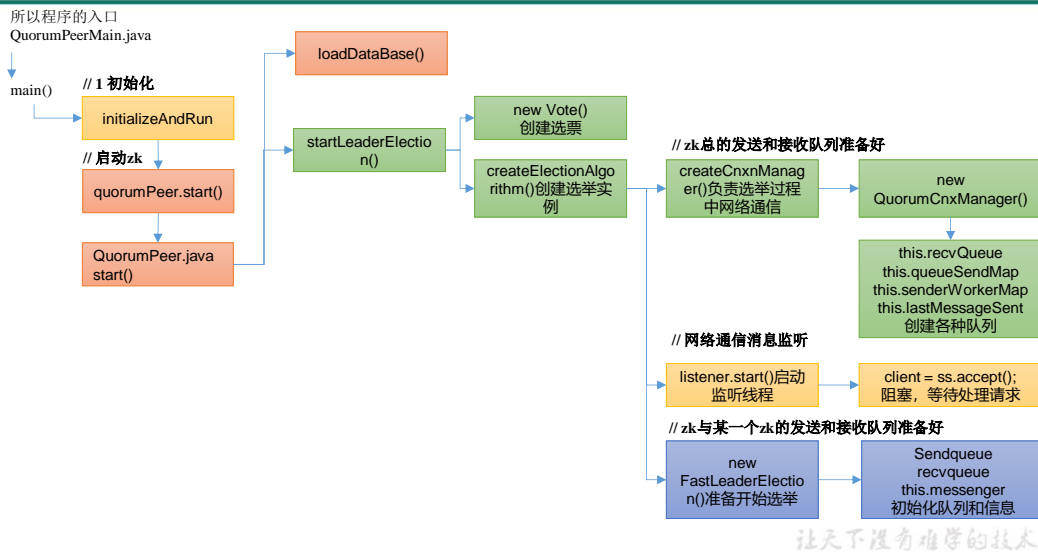 所以程序的入口
QuorumPeerMain.java
main()
// 1 初始化
initializeAndRun
// 启动zk
quorumPeer.start()
QuorumPeer.java
start()
loadDataBase()
startLeaderElectio
n()
new Vote()
创建选票
createElectionAlgo
rithm()创建选举实
例
// zk总的发送和接收队列准备好
createCnxnManag
er()负责选举过程
中网络通信
new
QuorumCnxManager()
this.recvQueue
this.queueSendMap
this.senderWorkerMap
this.lastMessageSent
创建各种队列
// 网络通信消息监听
listener.start()启动
监听线程
client = ss.accept();
阻塞，等待处理请求
// zk与某一个zk的发送和接收队列准备好
new
FastLeaderElectio
n()准备开始选举
Sendqueue
recvqueue
this.messenger
初始化队列和信息
让天下没有难学的技术